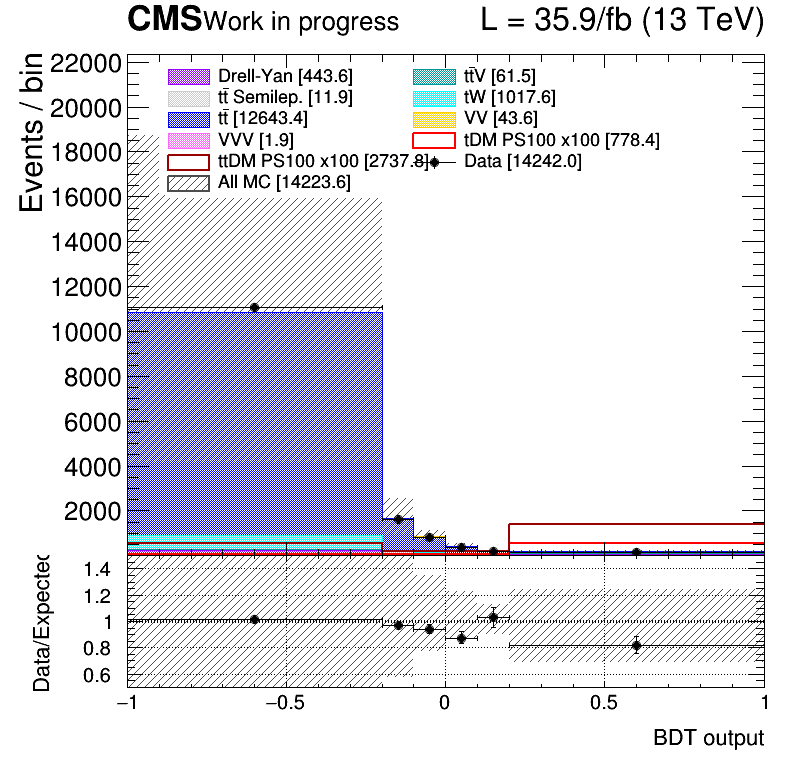 CMS Work in progress L = 35.9/fb (13 TeV)
Events / bin
22000
20000
18000
16000
14000
12000
10000
8000
6000
4000
2000
Drell-Yan [443.6] tt̄V [61.5]
tt̄ Semilep. [11.9] tW [1017.6]
tt̄ [12643.4] VV [43.6]
VVV [1.9] tDM PS100 x100 [778.4]
ttDM PS100 x100 [2737.8] Data [14242.0]
All MC [14223.6]
Data/Expected
1.4
1.2
1
0.8
0.6
−1 −0.5 0 0.5 1
BDT output